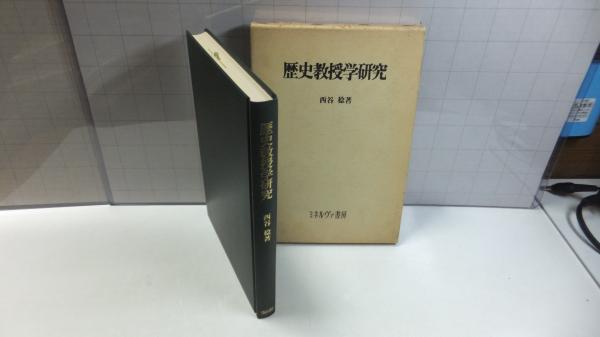 歴史教授学研究
西谷 稔著
ミネルヴァ書房
歴史教授学研究
西谷 稔著